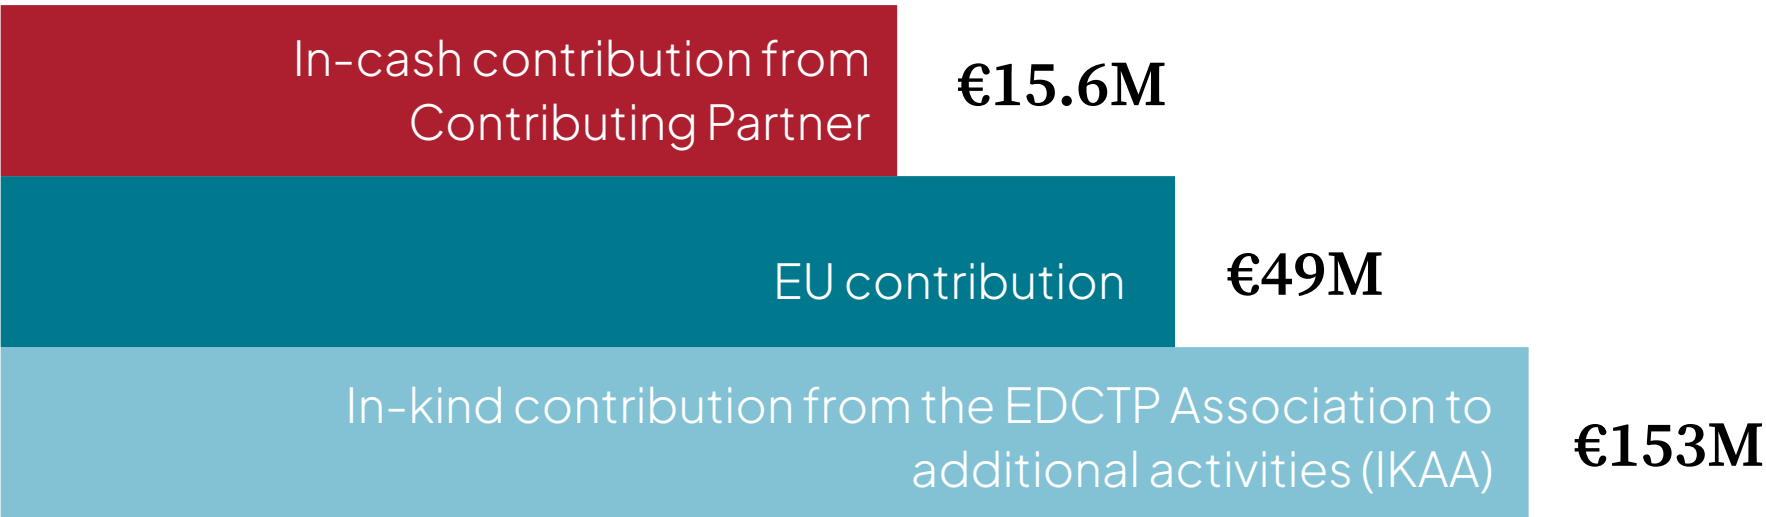 In-cash contribution from
Contributing Partner
€15.6M
EU contribution
€49M
In-kind contribution from the EDCTP Association to
additional activities (IKAA)
€153M